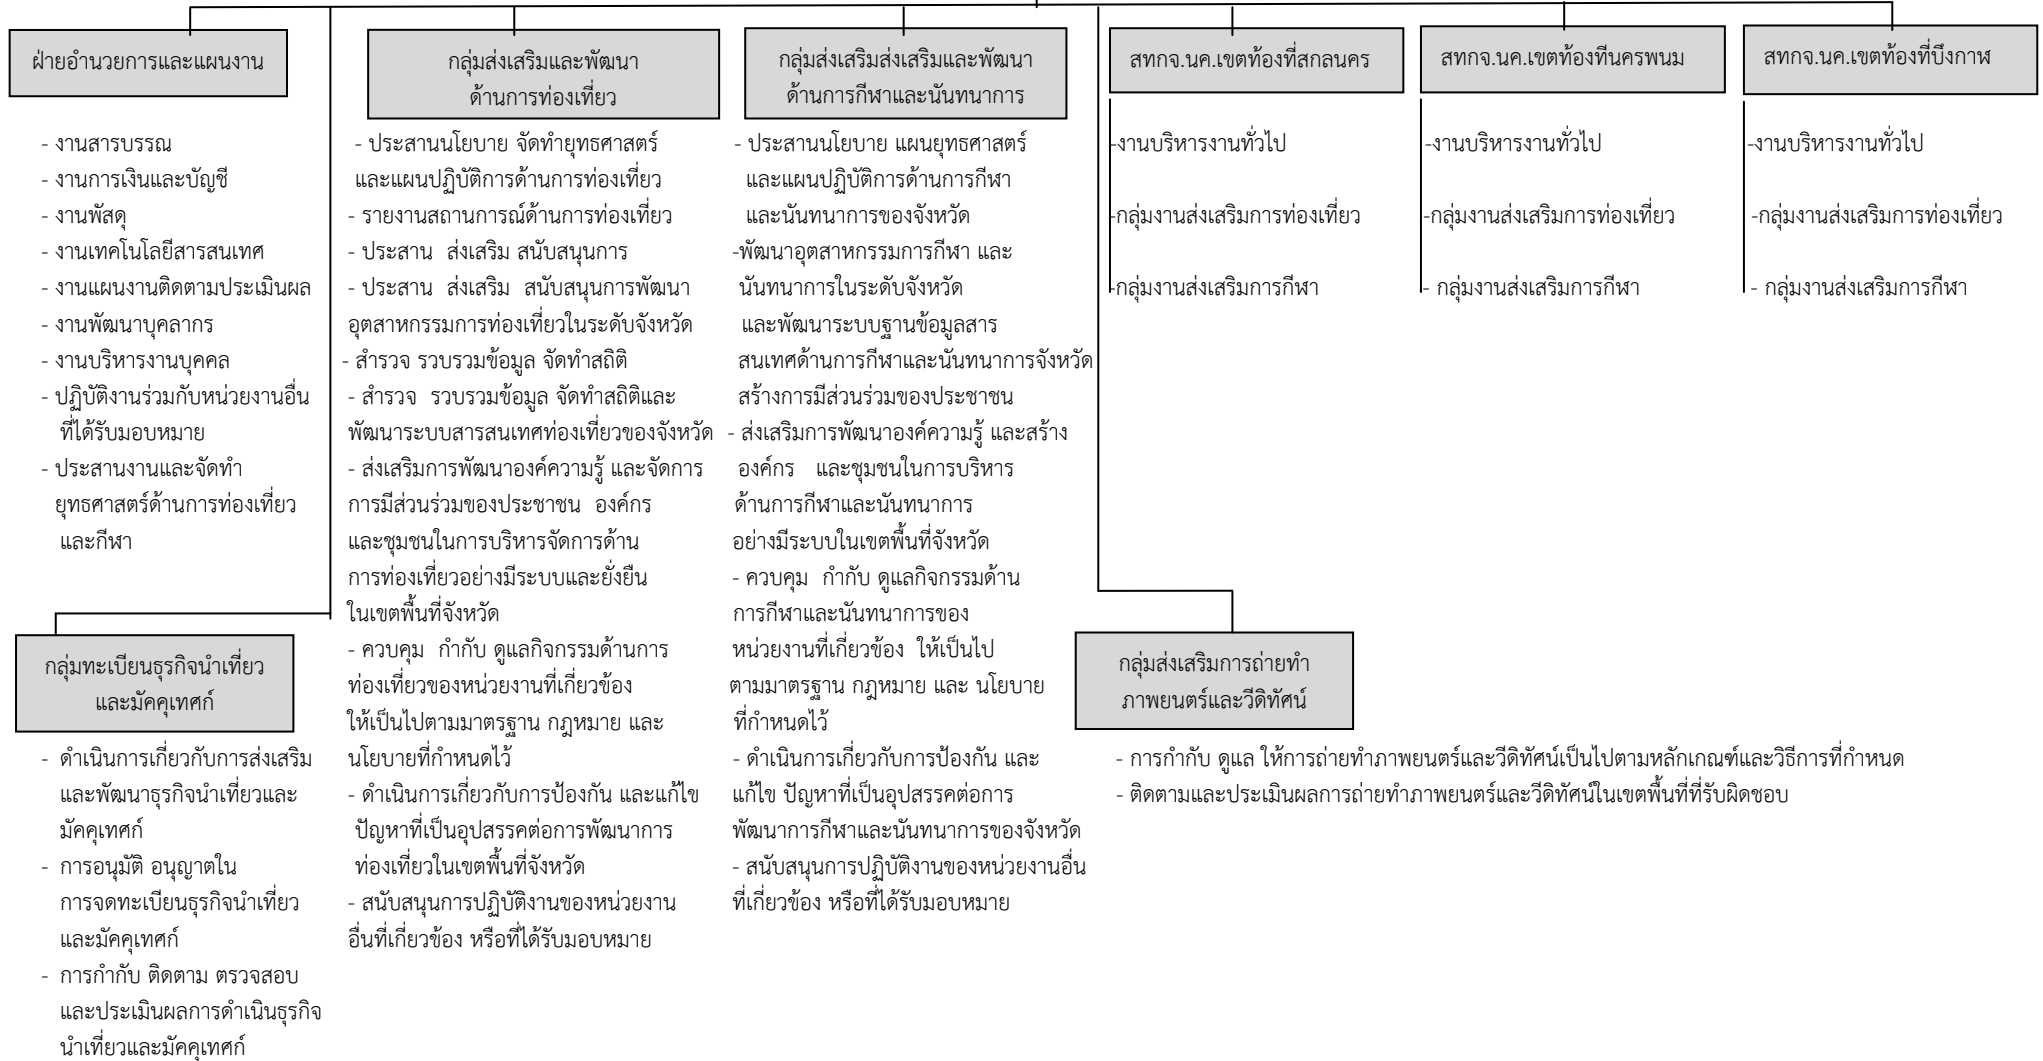 ฝ่ายอำนวยการและแผนงาน
- งานสารบรรณ
- งานการเงินและบัญชี
- งานพัสดุ
- งานเทคโนโลยีสารสนเทศ
- งานแผนงานติดตามประเมินผล
- งานพัฒนาบุคลากร
- งานบริหารงานบุคคล
- ปฏิบัติงานร่วมกับหน่วยงานอื่น
ที่ได้รับมอบหมาย
- ประสานงานและจัดทำ
ยุทธศาสตร์ด้านการท่องเที่ยว
และกีฬา
กลุ่มทะเบียนธุรกิจนำเที่ยว
และมัคคุเทศก์
- ดำเนินการเกี่ยวกับการส่งเสริม
และพัฒนาธุรกิจนำเที่ยวและ
มัคคุเทศก์
- การอนุมัติ อนุญาตใน
การจดทะเบียนธุรกิจนำเที่ยว
และมัคคุเทศก์
- การกำกับ ติดตาม ตรวจสอบ
และประเมินผลการดำเนินธุรกิจ
นำเที่ยวและมัคคุเทศก์
กลุ่มส่งเสริมและพัฒนา
ด้านการท่องเที่ยว
- ประสานนโยบาย จัดทำยุทธศาสตร์
และแผนปฏิบัติการด้านการท่องเที่ยว
- รายงานสถานการณ์ด้านการท่องเที่ยว
- ประสาน ส่งเสริม สนับสนุนการ
- ประสาน ส่งเสริม สนับสนุนการพัฒนา
อุตสาหกรรมการท่องเที่ยวในระดับจังหวัด
- สำรวจ รวบรวมข้อมูล จัดทำสถิติ
- สำรวจ รวบรวมข้อมูล จัดทำสถิติและ
พัฒนาระบบสารสนเทศท่องเที่ยวของจังหวัด
- ส่งเสริมการพัฒนาองค์ความรู้ และจัดการ
การมีส่วนร่วมของประชาชน องค์กร
และชุมชนในการบริหารจัดการด้าน
การท่องเที่ยวอย่างมีระบบและยั่งยืน
ในเขตพื้นที่จังหวัด
- ควบคุม กำกับ ดูแลกิจกรรมด้านการ
ท่องเที่ยวของหน่วยงานที่เกี่ยวข้อง
ให้เป็นไปตามมาตรฐาน กฎหมาย และ
นโยบายที่กำหนดไว้
- ดำเนินการเกี่ยวกับการป้องกัน และแก้ไข
ปัญหาที่เป็นอุปสรรคต่อการพัฒนาการ
ท่องเที่ยวในเขตพื้นที่จังหวัด
- สนับสนุนการปฏิบัติงานของหน่วยงาน
อื่นที่เกี่ยวข้อง หรือที่ได้รับมอบหมาย
กลุ่มส่งเสริมส่งเสริมและพัฒนา
ด้านการกีฬาและนันทนาการ
- ประสานนโยบาย แผนยุทธศาสตร์
และแผนปฏิบัติการด้านการกีฬา
และนันทนาการของจังหวัด
-พัฒนาอุตสาหกรรมการกีฬา และ
นันทนาการในระดับจังหวัด
และพัฒนาระบบฐานข้อมูลสาร
สนเทศด้านการกีฬาและนันทนาการจังหวัด
สร้างการมีส่วนร่วมของประชาชน
- ส่งเสริมการพัฒนาองค์ความรู้ และสร้าง
องค์กร และชุมชนในการบริหาร
ด้านการกีฬาและนันทนาการ
อย่างมีระบบในเขตพื้นที่จังหวัด
- ควบคุม กำกับ ดูแลกิจกรรมด้าน
การกีฬาและนันทนาการของ
หน่วยงานที่เกี่ยวข้อง ให้เป็นไป
ตามมาตรฐาน กฎหมาย และ นโยบาย
ที่กำหนดไว้
- ดำเนินการเกี่ยวกับการป้องกัน และ
แก้ไข ปัญหาที่เป็นอุปสรรคต่อการ
พัฒนาการกีฬาและนันทนาการของจังหวัด
- สนับสนุนการปฏิบัติงานของหน่วยงานอื่น
ที่เกี่ยวข้อง หรือที่ได้รับมอบหมาย
สทกจ.นค.เขตท้องที่สกลนคร
-งานบริหารงานทั่วไป
-กลุ่มงานส่งเสริมการท่องเที่ยว
-กลุ่มงานส่งเสริมการกีฬา
สทกจ.นค.เขตท้องที่นครพนม
-งานบริหารงานทั่วไป
-กลุ่มงานส่งเสริมการท่องเที่ยว
- กลุ่มงานส่งเสริมการกีฬา
สทกจ.นค.เขตท้องที่บึงกาฬ
-งานบริหารงานทั่วไป
-กลุ่มงานส่งเสริมการท่องเที่ยว
- กลุ่มงานส่งเสริมการกีฬา
กลุ่มส่งเสริมการถ่ายทำ
ภาพยนตร์และวีดิทัศน์
- การกำกับ ดูแล ให้การถ่ายทำภาพยนตร์และวีดิทัศน์เป็นไปตามหลักเกณฑ์และวิธีการที่กำหนด
- ติดตามและประเมินผลการถ่ายทำภาพยนตร์และวีดิทัศน์ในเขตพื้นที่ที่รับผิดชอบ